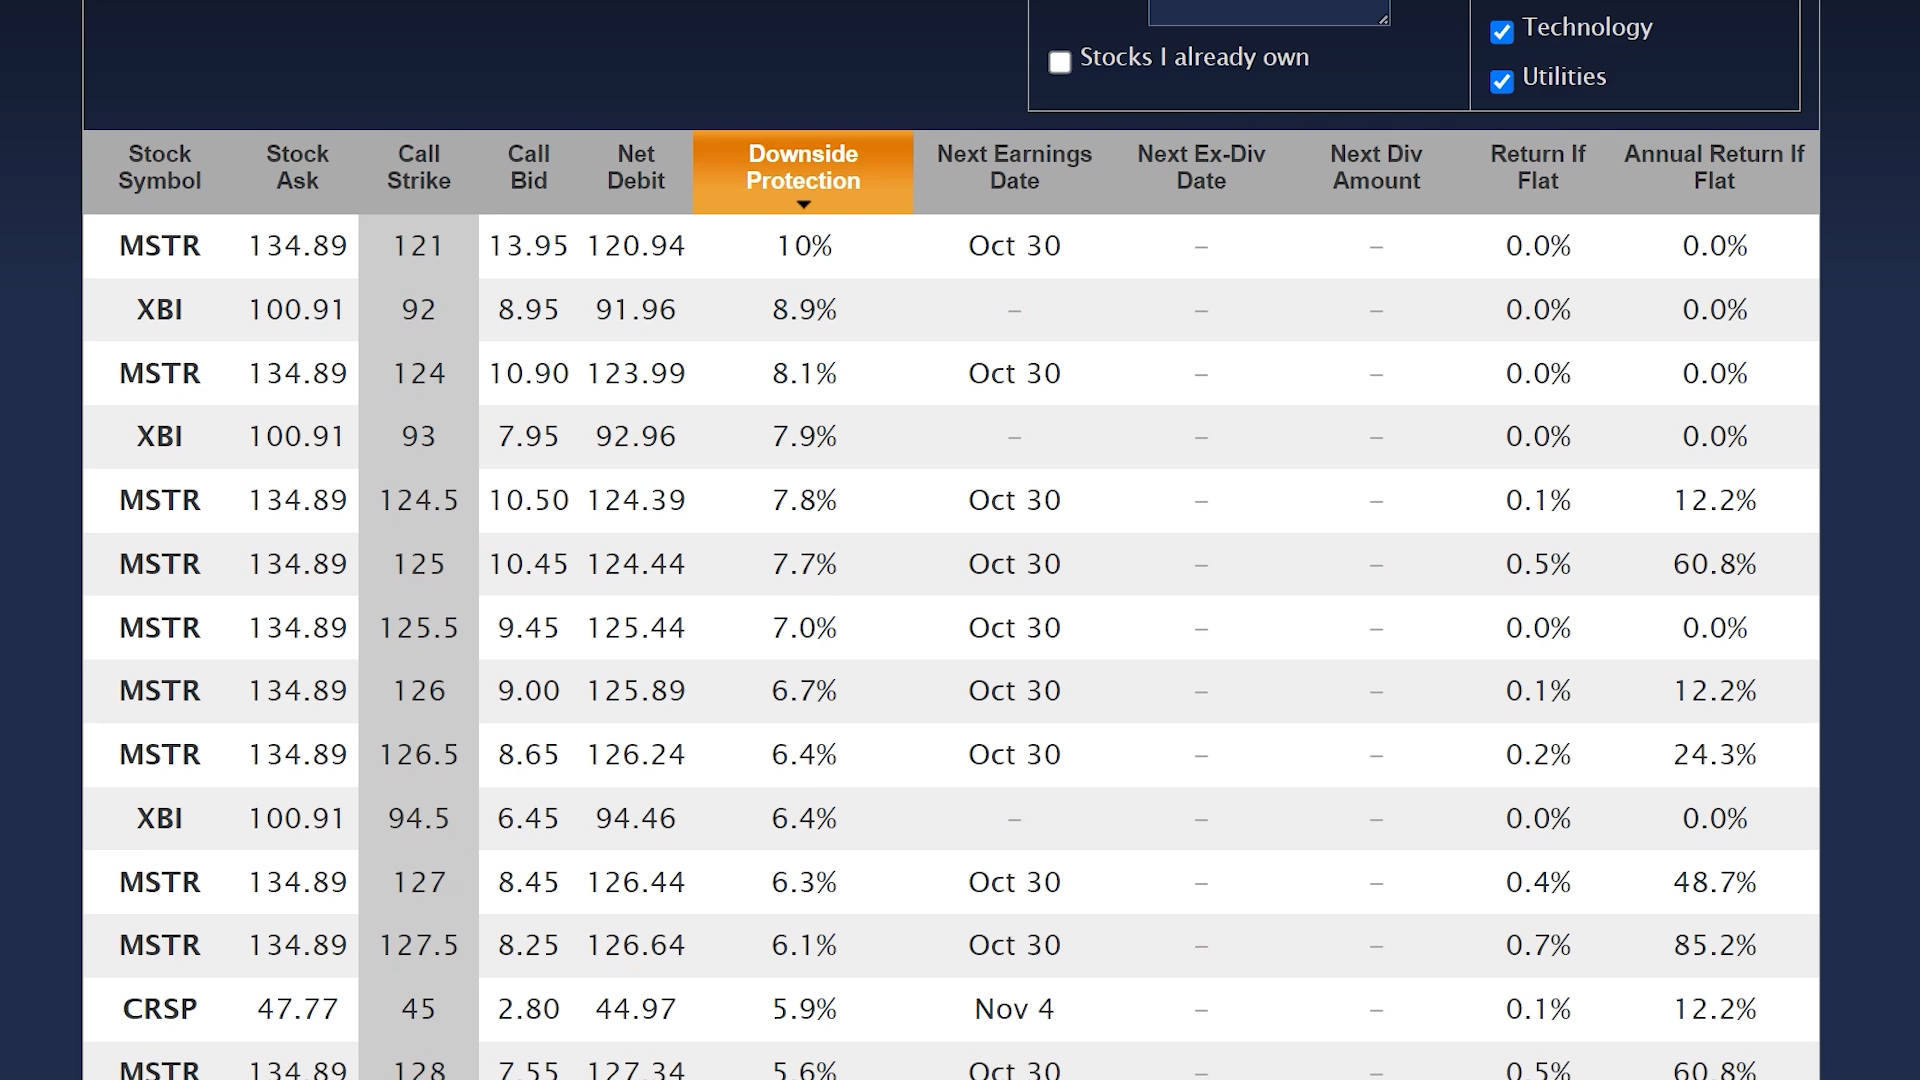 Technology
Stocks I already own
Utilities
Stock Symbol Stock Ask Call Strike Call Bid Net Debit Downside Protection Next Earnings Date Next Ex-Div Date Next Div Amount Return If Flat Annual Return If Flat
MSTR 134.89 121 13.95 120.94 10% Oct 30 – – 0.0% 0.0%
XBI 100.91 92 8.95 91.96 8.9% – – – 0.0% 0.0%
MSTR 134.89 124 10.90 123.99 8.1% Oct 30 – – 0.0% 0.0%
XBI 100.91 93 7.95 92.96 7.9% – – – 0.0% 0.0%
MSTR 134.89 124.5 10.50 124.39 7.8% Oct 30 – – 0.1% 12.2%
MSTR 134.89 125 10.45 124.44 7.7% Oct 30 – – 0.5% 60.8%
MSTR 134.89 125.5 9.45 125.44 7.0% Oct 30 – – 0.0% 0.0%
MSTR 134.89 126 9.00 125.89 6.7% Oct 30 – – 0.1% 12.2%
MSTR 134.89 126.5 8.65 126.24 6.4% Oct 30 – – 0.2% 24.3%
XBI 100.91 94.5 6.45 94.46 6.4% – – – 0.0% 0.0%
MSTR 134.89 127 8.45 126.44 6.3% Oct 30 – – 0.4% 48.7%
MSTR 134.89 127.5 8.25 126.64 6.1% Oct 30 – – 0.7% 85.2%
CRSP 47.77 45 2.80 44.97 5.9% Nov 4 – – 0.1% 12.2%
MSTR 134.89 128 7.55 127.34 5.6% Oct 30 – – 0.5% 60.8%